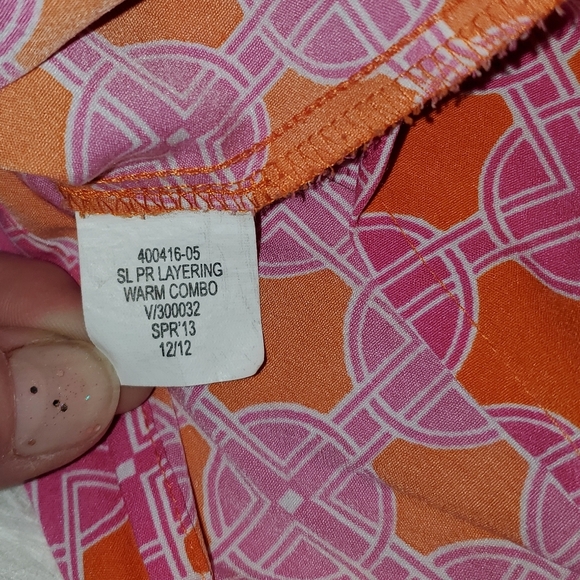 400416-05
SL PR LAYERING
WARM COMBO
V/300032
SPR'13
12/12